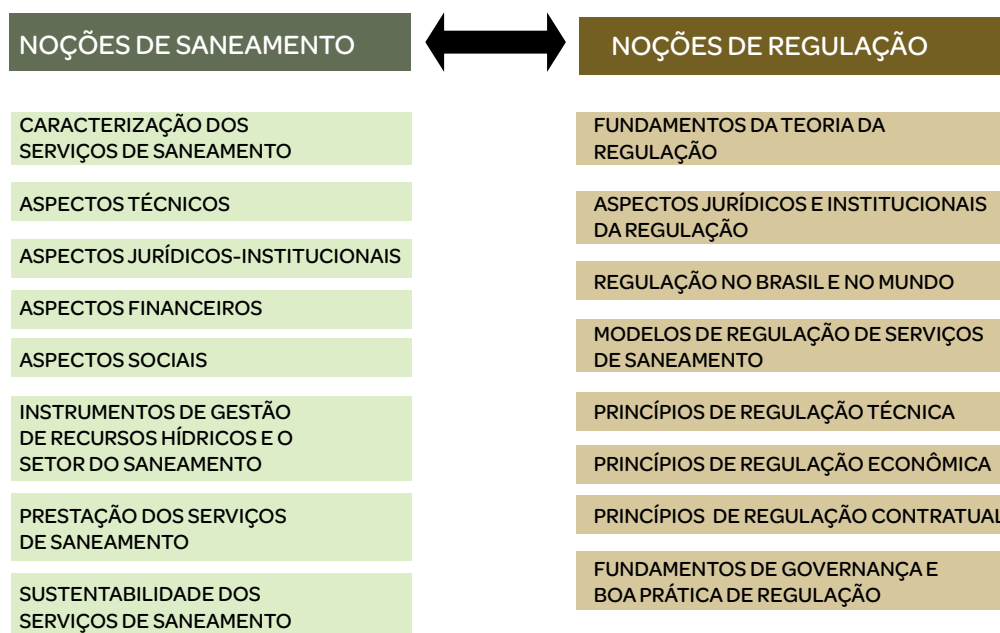 NOÇÕES DE SANEAMENTO
CARACTERIZAÇÃO DOS
SERVIÇOS DE SANEAMENTO
ASPECTOS TÉCNICOS
ASPECTOS JURÍDICOS-INSTITUCIONAIS
ASPECTOS FINANCEIROS
ASPECTOS SOCIAIS
INSTRUMENTOS DE GESTÃO
DE RECURSOS HÍDRICOS E O
SETOR DO SANEAMENTO
PRESTAÇÃO DOS SERVIÇOS
DE SANEAMENTO
SUSTENTABILIDADE DOS
SERVIÇOS DE SANEAMENTO
NOÇÕES DE REGULAÇÃO
FUNDAMENTOS DA TEORIA DA
REGULAÇÃO
ASPECTOS JURÍDICOS E INSTITUCIONAIS
DA REGULAÇÃO
REGULAÇÃO NO BRASIL E NO MUNDO
MODELOS DE REGULAÇÃO DE SERVIÇOS
DE SANEAMENTO
PRINCÍPIOS DE REGULAÇÃO TÉCNICA
PRINCÍPIOS DE REGULAÇÃO ECONÔMICA
PRINCÍPIOS DE REGULAÇÃO CONTRATUAL
FUNDAMENTOS DE GOVERNANÇA E
BOA PRÁTICA DE REGULAÇÃO